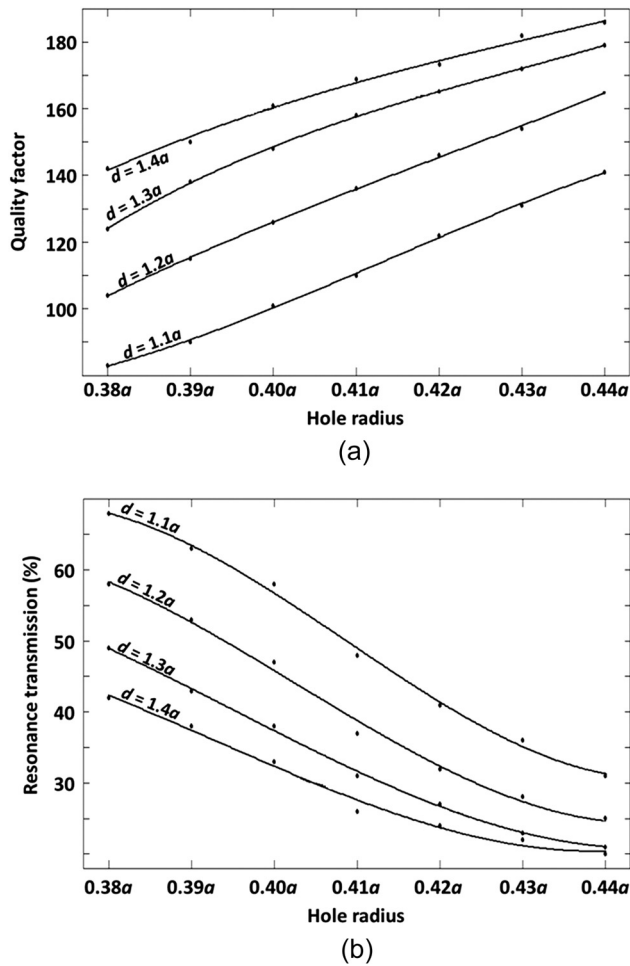 180
160
140
120
100
Quality factor
d = 1.4a
d = 1.3a
d = 1.2a
d = 1.1a
0.38a 0.39a 0.40a 0.41a 0.42a 0.43a 0.44a
Hole radius
(a)
60
50
40
30
Resonance transmission (%)
d = 1.1a
d = 1.2a
d = 1.3a
d = 1.4a
0.38a 0.39a 0.40a 0.41a 0.42a 0.43a 0.44a
Hole radius
(b)